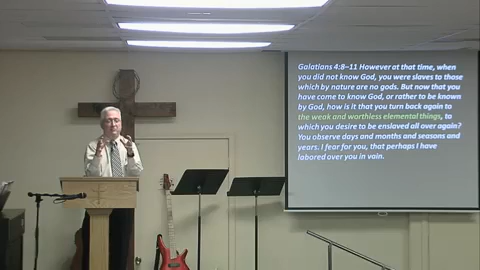 Galatians 4:8–11 However at that time, when
you did not know God, you were slaves to those
which by nature are no gods. But now that you
have come to know God, or rather to be known
by God, how is it that you turn back again to
the weak and worthless elemental things, to
which you desire to be enslaved all over again?
You observe days and months and seasons and
years. I fear for you, that perhaps I have
labored over you in vain.